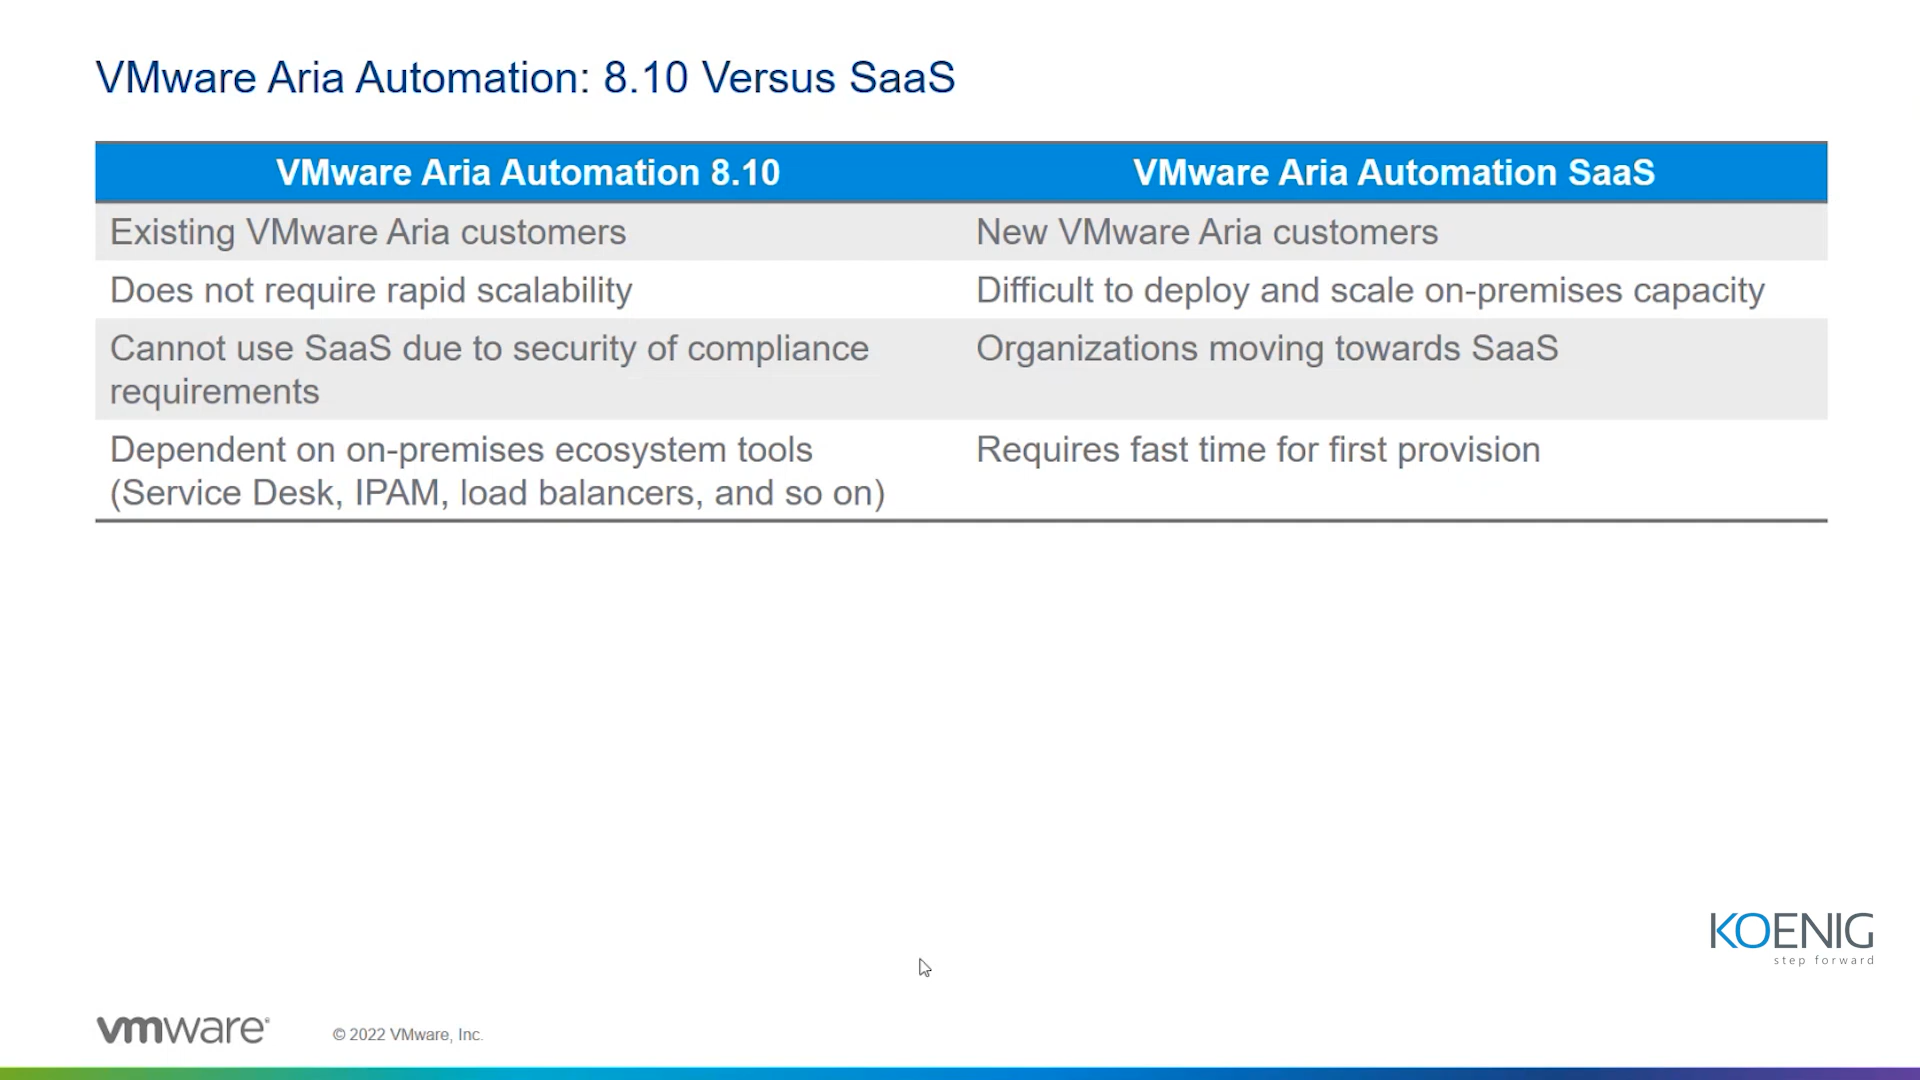 VMware Aria Automation: 8.10 Versus SaaS
VMware Aria Automation 8.10
VMware Aria Automation SaaS
Existing VMware Aria customers
New VMware Aria customers
Does not require rapid scalability
Difficult to deploy and scale on-premises capacity
Cannot use SaaS due to security of compliance
requirements
Organizations moving towards SaaS
Dependent on on-premises ecosystem tools
(Service Desk, IPAM, load balancers, and so on)
Requires fast time for first provision
KOENIG
step forward
vmware®
© 2022 VMware, Inc.